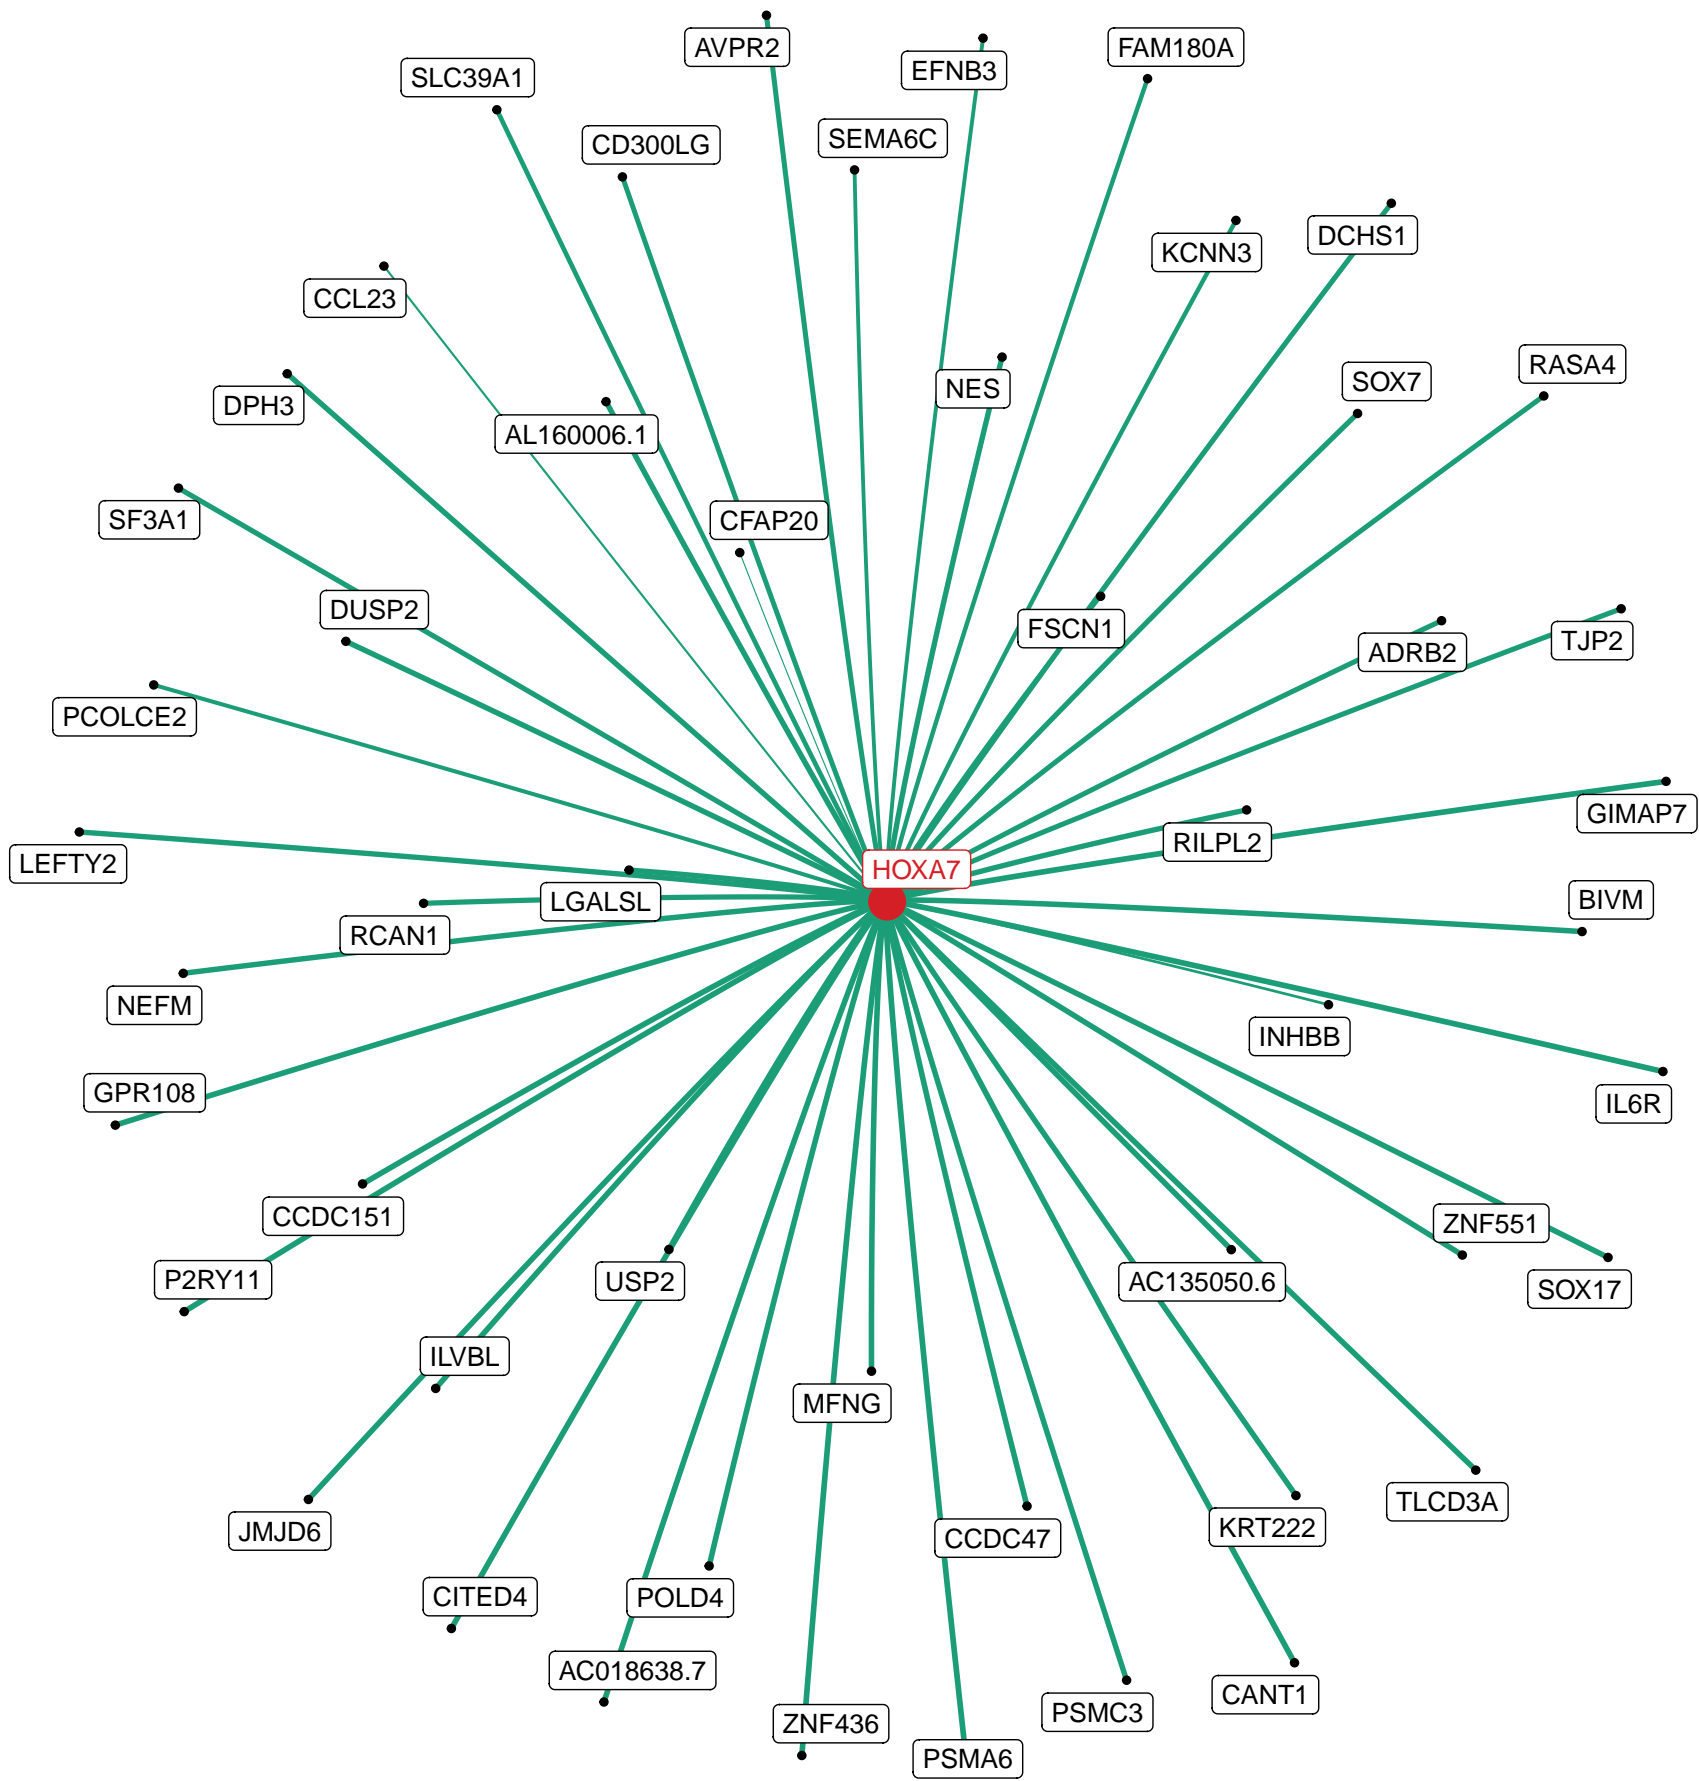 AVPR2
FAM180A
EFNB3
SLC39A1
SEMA6C
CD300LG
DCHS1
KCNN3
CCL23
RASA4
SOX7
NES
DPH3
AL160006.1
SF3A1
CFAP20
DUSP2
FSCN1
TJP2
ADRB2
PCOLCE2
GIMAP7
RILPL2
LEFTY2
HOXA7
BIVM
LGALSL
RCAN1
NEFM
INHBB
GPR108
IL6R
CCDC151
ZNF551
P2RY11
USP2
AC135050.6
SOX17
ILVBL
MFNG
TLCD3A
JMJD6
KRT222
CCDC47
CITED4
POLD4
AC018638.7
CANT1
PSMC3
ZNF436
PSMA6